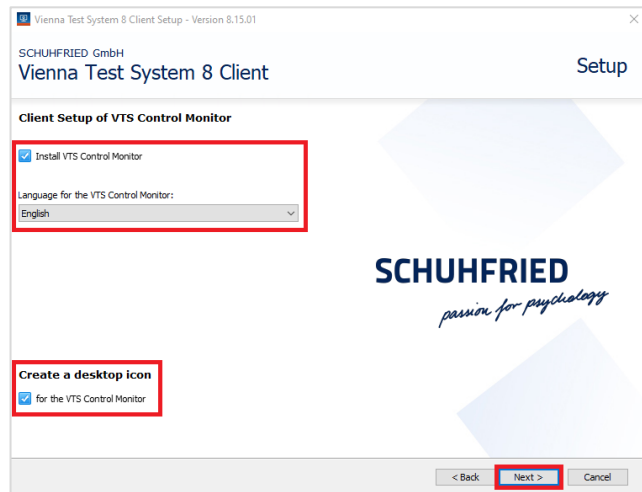 Vienna Test System 8 Client Setup - Version 8.15.01
SCHUHFRIED GmbH
Vienna Test System 8 Client
Setup
Client Setup of VTS Control Monitor
Install VTS Control Monitor
Language for the VTS Control Monitor:
English
SCHUHFRIED
passion for psychology
Create a desktop icon
for the VTS Control Monitor
< Back
Next >
Cancel